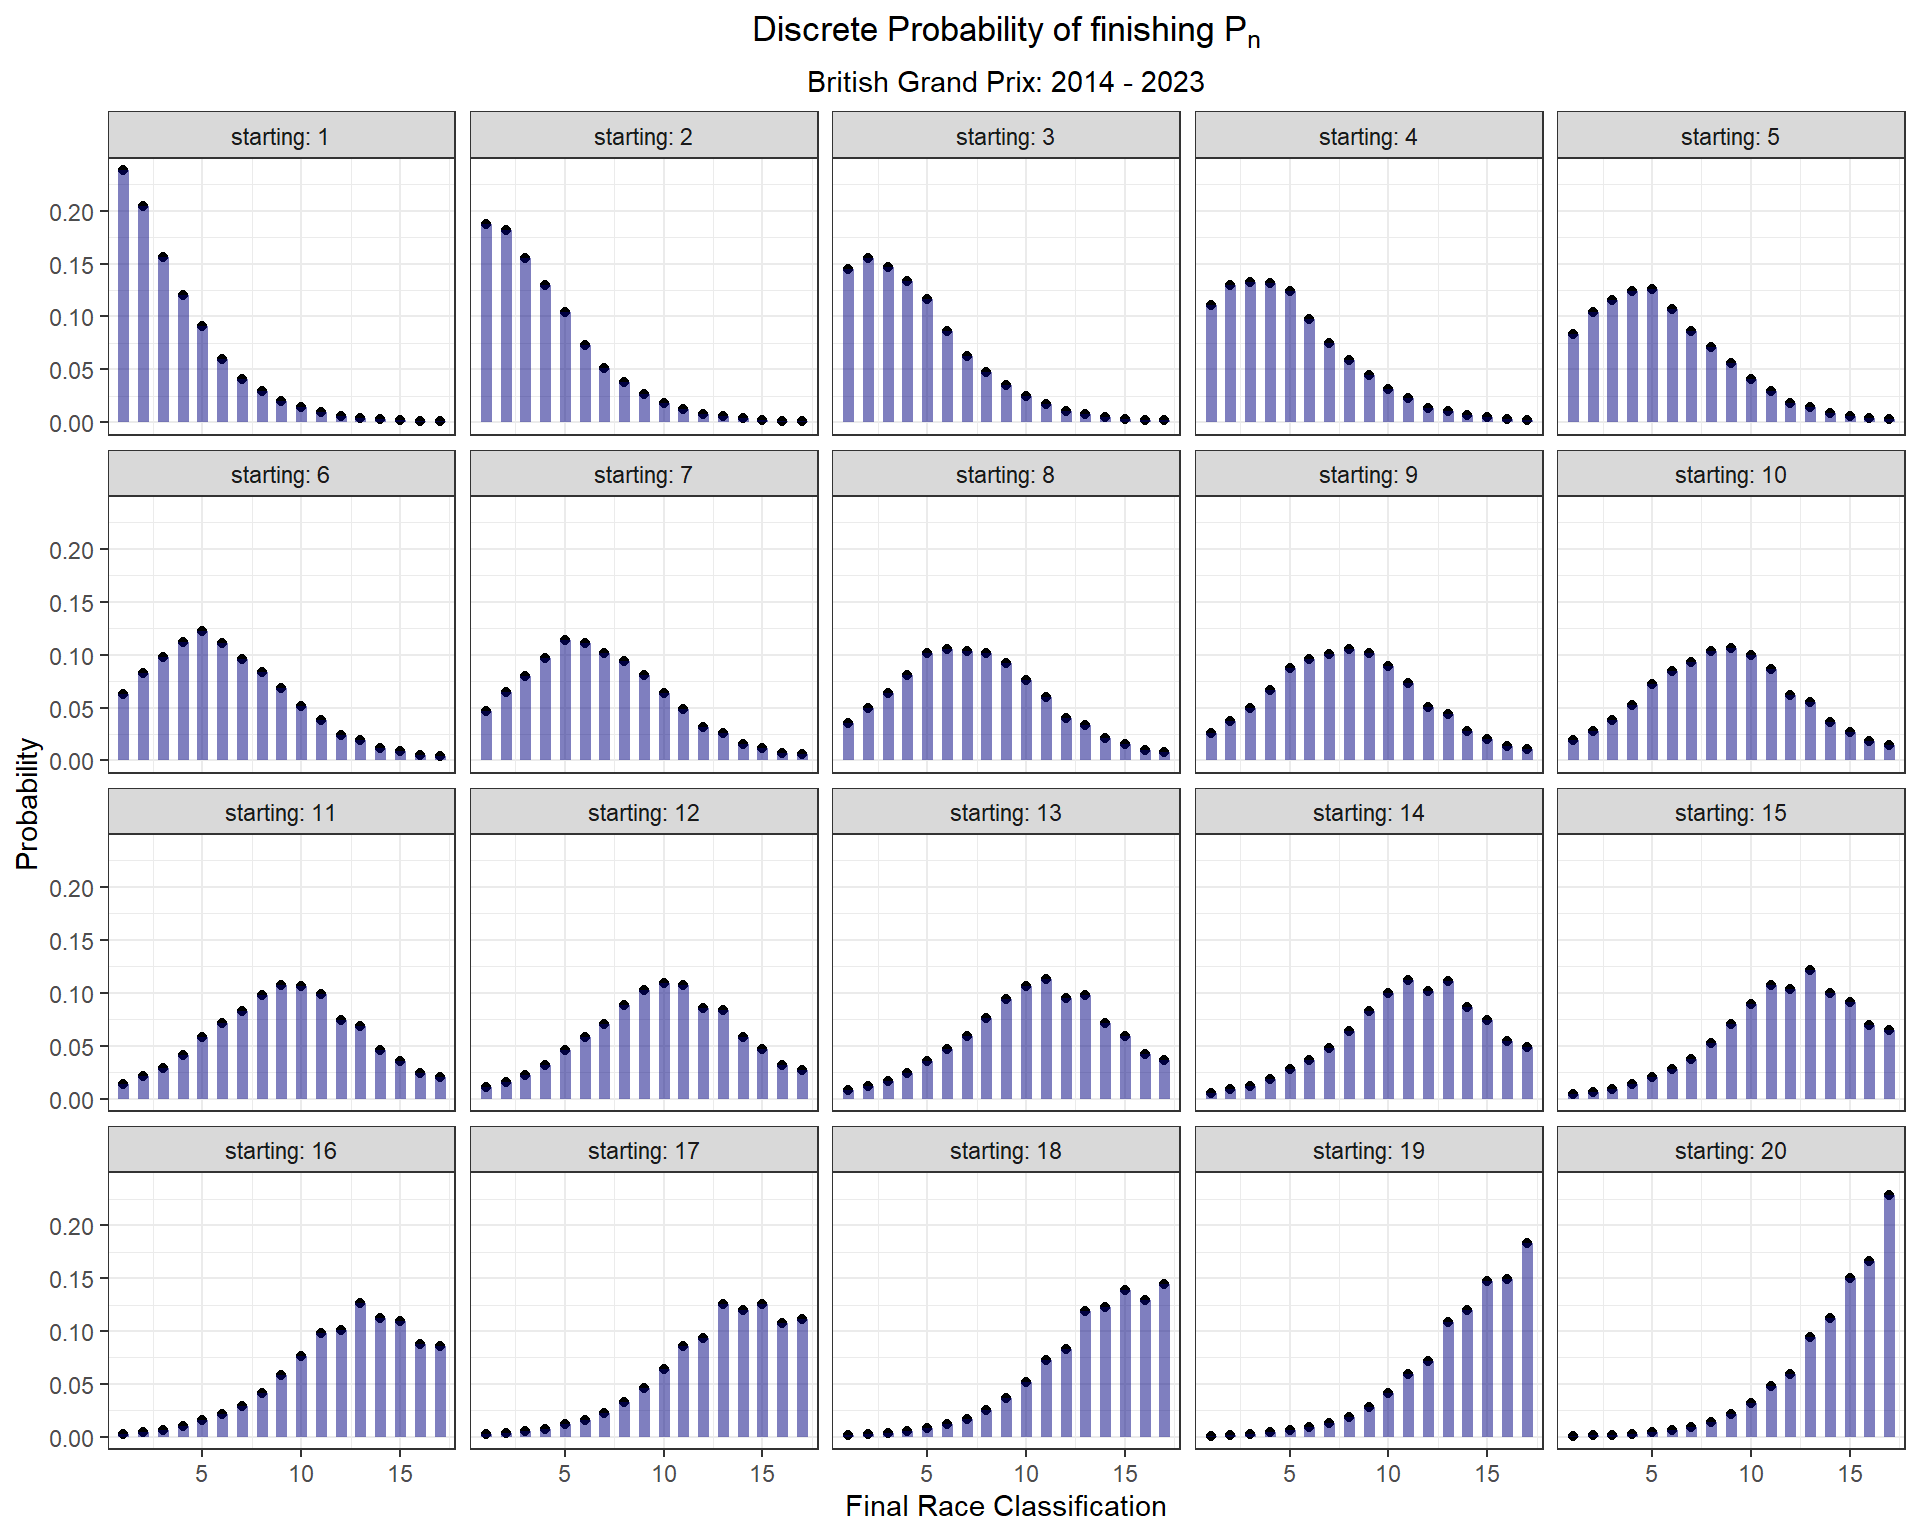 Discrete Probability of finishing Pn
British Grand Prix: 2014 - 2023
starting: 1
starting: 2
starting: 3
starting: 4
starting: 5
0.20
0.15
0.10
0.05
0.00
starting: 6
starting: 7
starting: 8
starting: 9
starting: 10
0.20
0.15
0.10
0.05
0.00
Probability
starting: 11
starting: 12
starting: 13
starting: 14
starting: 15
0.20
0.15
0.10
0.05
0.00
starting: 16
starting: 17
starting: 18
starting: 19
starting: 20
0.20
0.15
0.10
0.05
0.00
5 10 15
5 10 15
5 10 15
5 10 15
5 10 15
Final Race Classification